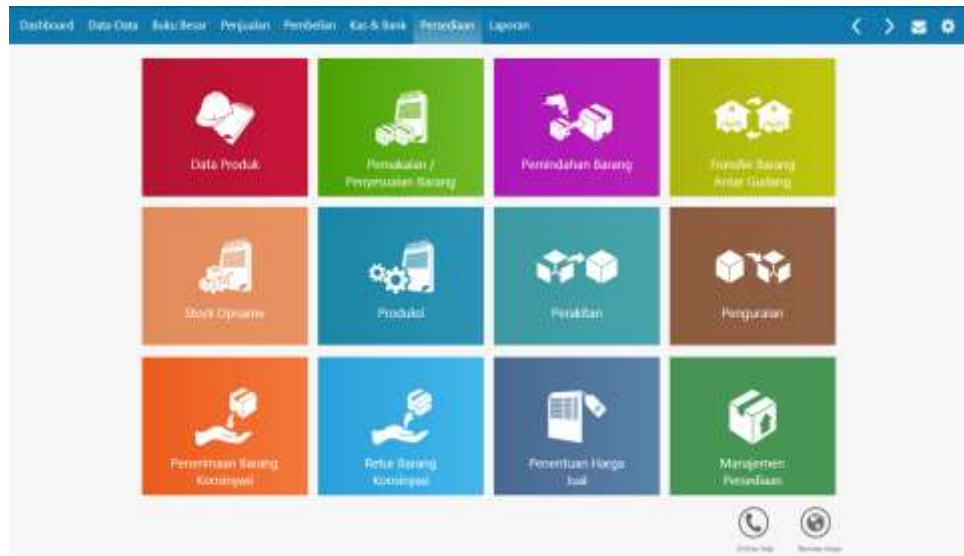 Dashboard Data-Data Buku Besar Penjualan Pembelian Kas & Bank Persediaan Laporan
Data Produk
Pemakaian /
Penyesuaian Barang
Pemindahan Barang
Transfer Barang
Antar Gudang
Stock Opname
Produksi
Perakitan
Penguraian
Penerimaan Barang
Konsinyasi
Retur Barang
Konsinyasi
Penentuan Harga
Jual
Manajemen
Persediaan
Online Help